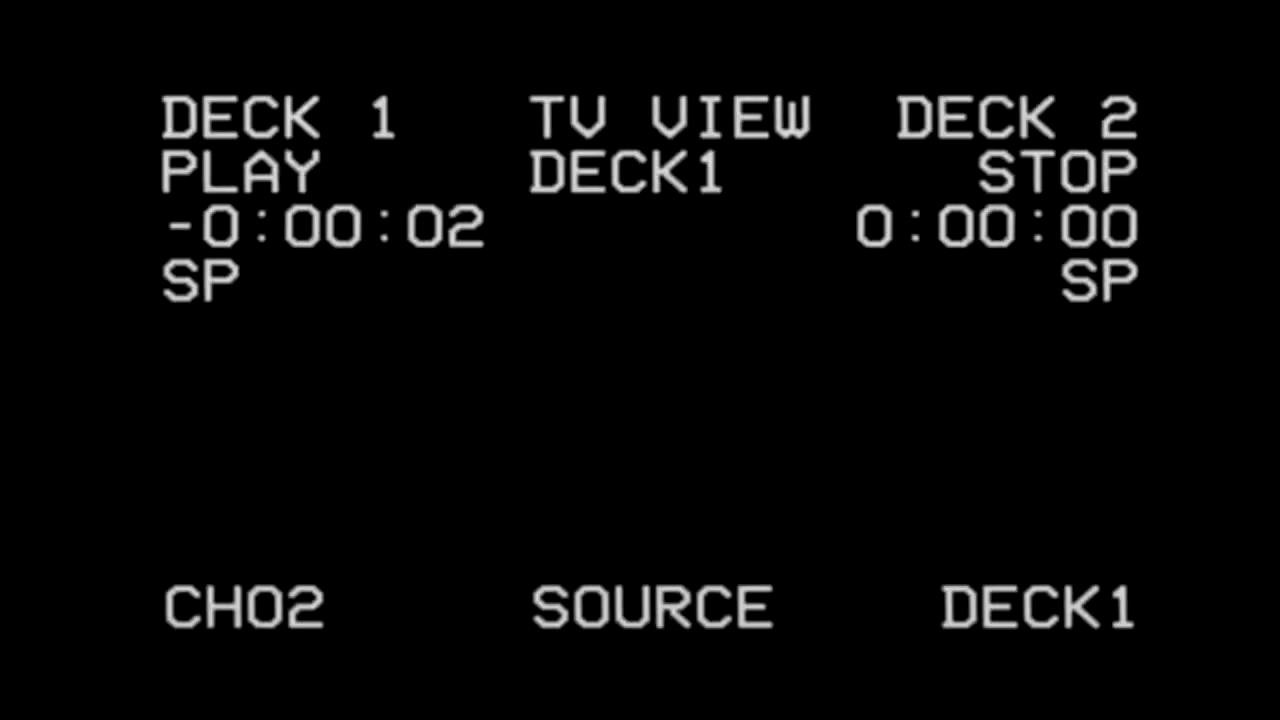 DECK 1 TV VIEW DECK 2
PLAY DECK1 STOP
-0:00:02 0:00:00
SP SP
CH02 SOURCE DECK1